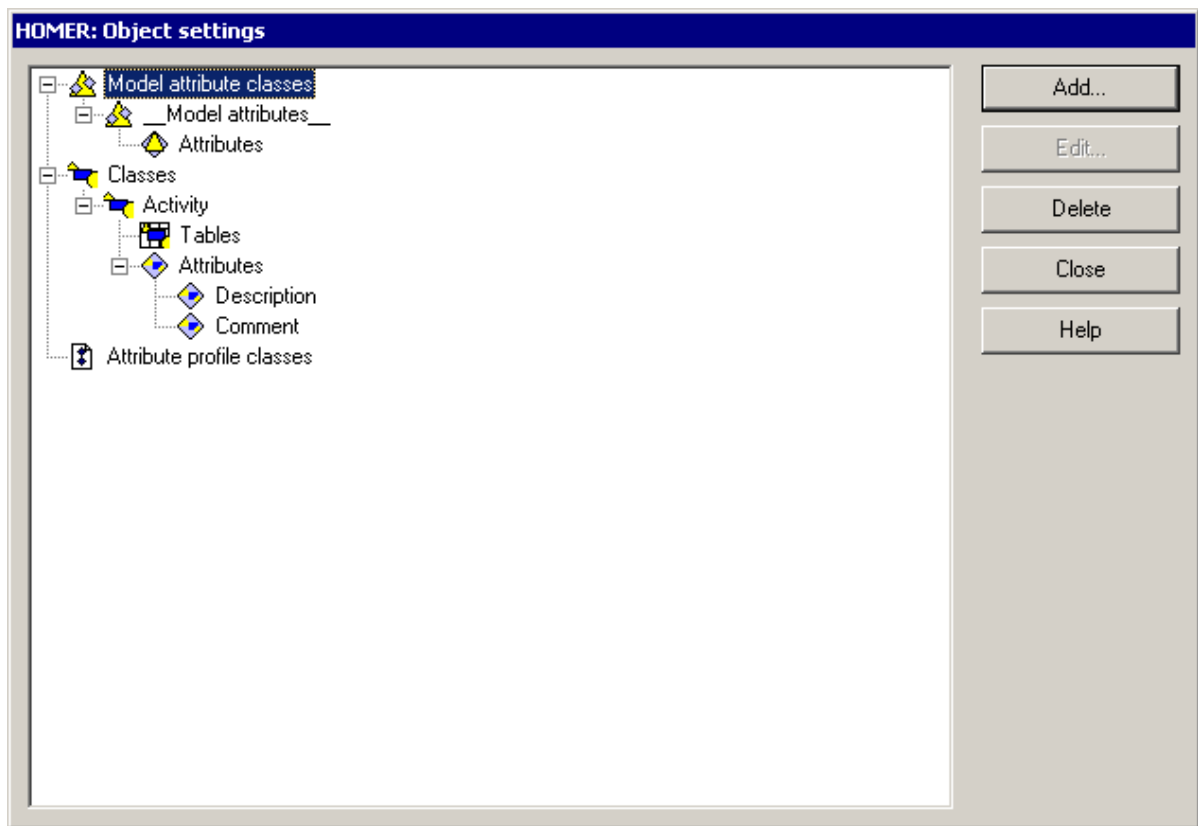 HOMER: Object settings
Model attribute classes
__Model attributes__
Attributes
Classes
Activity
Tables
Attributes
Description
Comment
Attribute profile classes
Add...
Edit...
Delete
Close
Help